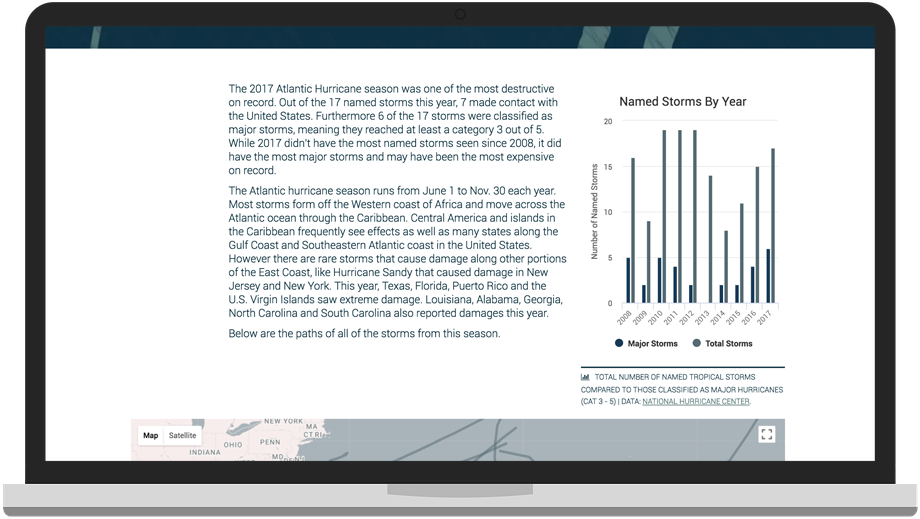 The 2017 Atlantic Hurricane season was one of the most destructive
on record. Out of the 17 named storms this year, 7 made contact with
the United States. Furthermore 6 of the 17 storms were classified as
major storms, meaning they reached at least a category 3 out of 5.
While 2017 didn't have the most named storms seen since 2008, it did
have the most major storms and may have been the most expensive
on record.
The Atlantic hurricane season runs from June 1 to Nov. 30 each year.
Most storms form off the Western coast of Africa and move across the
Atlantic ocean through the Caribbean. Central America and islands in
the Caribbean frequently see effects as well as many states along the
Gulf Coast and Southeastern Atlantic coast in the United States.
However there are rare storms that cause damage along other portions
of the East Coast, like Hurricane Sandy that caused damage in New
Jersey and New York. This year, Texas, Florida, Puerto Rico and the
U.S. Virgin Islands saw extreme damage. Louisiana, Alabama, Georgia,
North Carolina and South Carolina also reported damages this year.
Below are the paths of all of the storms from this season.
Named Storms By Year
Number of Named Storms
20
15
10
5
0
2008 2009 2010 2011 2012 2013 2014 2015 2016 2017
Major Storms Total Storms
TOTAL NUMBER OF NAMED TROPICAL STORMS
COMPARED TO THOSE CLASSIFIED AS MAJOR HURRICANES
(CAT 3 - 5) | DATA: NATIONAL HURRICANE CENTER.
Map Satellite
NEW YORK
MA
CT RI
OHIO
PENN
INDIANA
MD